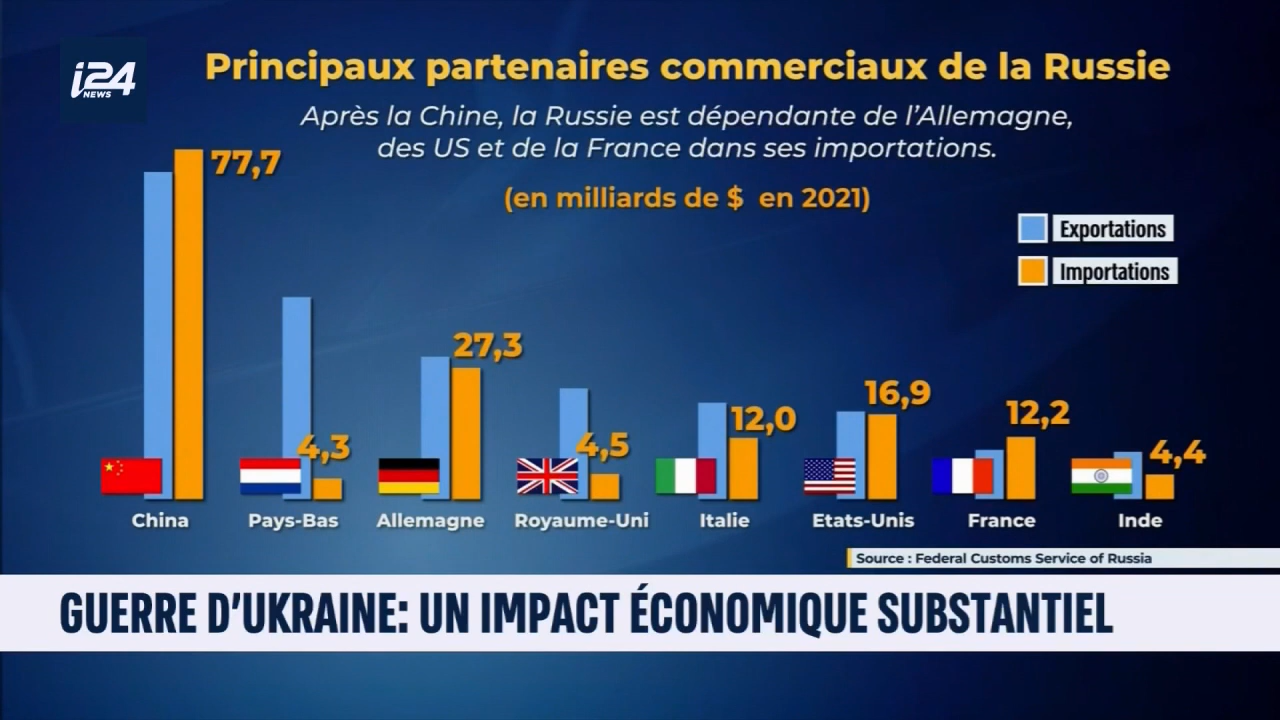 i24
NEWS
Principaux partenaires commerciaux de la Russie
Après la Chine, la Russie est dépendante de l'Allemagne,
des US et de la France dans ses importations.
(en milliards de $ en 2021)
Exportations
Importations
77,7
4,3
27,3
4,5
12,0
16,9
12,2
4,4
China
Pays-Bas
Allemagne
Royaume-Uni
Italie
Etats-Unis
France
Inde
Source : Federal Customs Service of Russia
GUERRE D'UKRAINE: UN IMPACT ÉCONOMIQUE SUBSTANTIEL